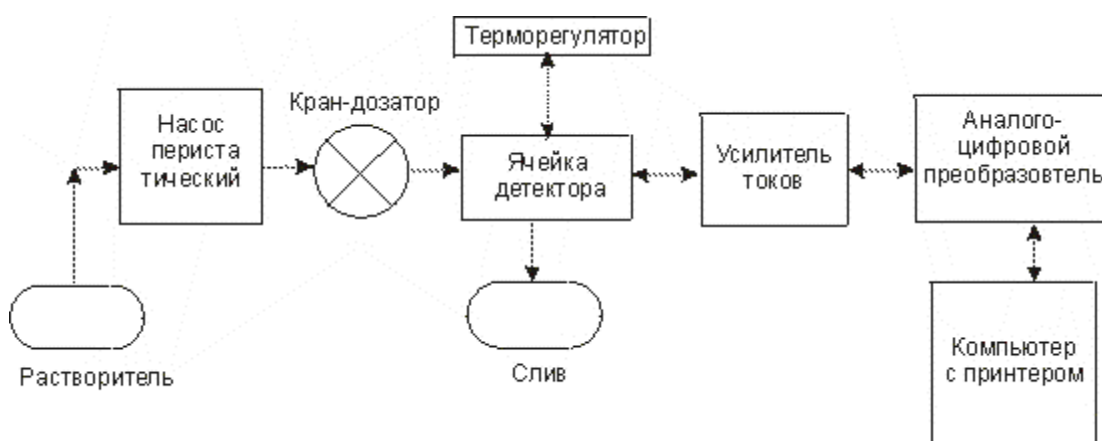 Терморегулятор
Кран-дозатор
Насос
периста
тический
Ячейка
детектора
Усилитель
токов
Аналого-
цифровой
преобразовтель
Растворитель
Слив
Компьютер
с принтером